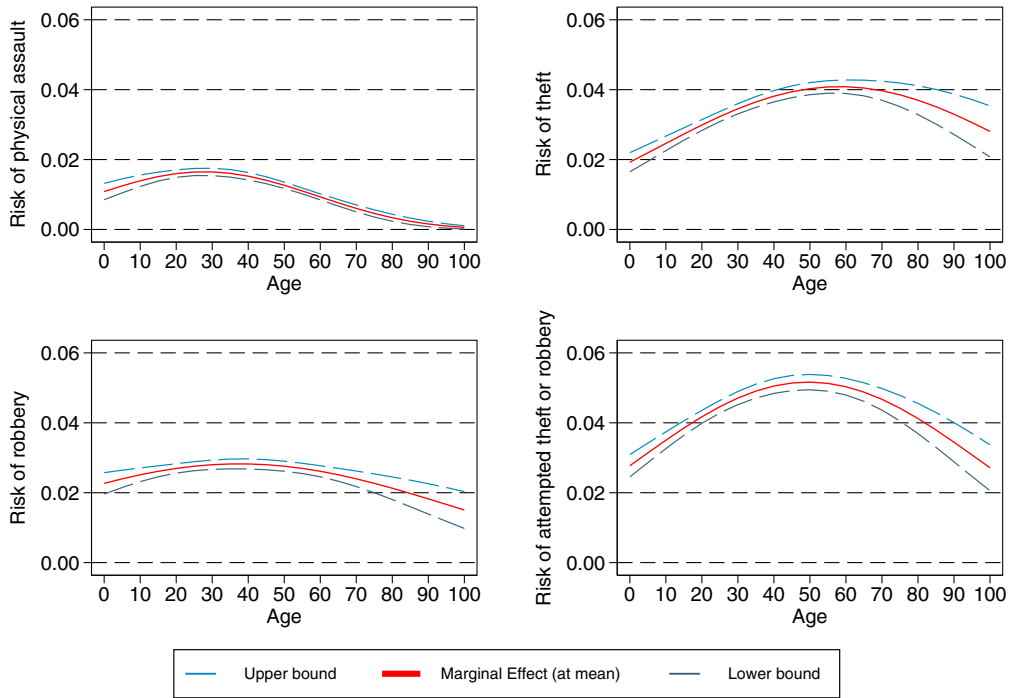 Risk of physical assault
0.06
0.04
0.02
0.00
0 10 20 30 40 50 60 70 80 90 100
Age
Risk of theft
0.06
0.04
0.02
0.00
0 10 20 30 40 50 60 70 80 90 100
Age
Risk of robbery
0.06
0.04
0.02
0.00
0 10 20 30 40 50 60 70 80 90 100
Age
Risk of attempted theft or robbery
0.06
0.04
0.02
0.00
0 10 20 30 40 50 60 70 80 90 100
Age
Upper bound Marginal Effect (at mean) Lower bound